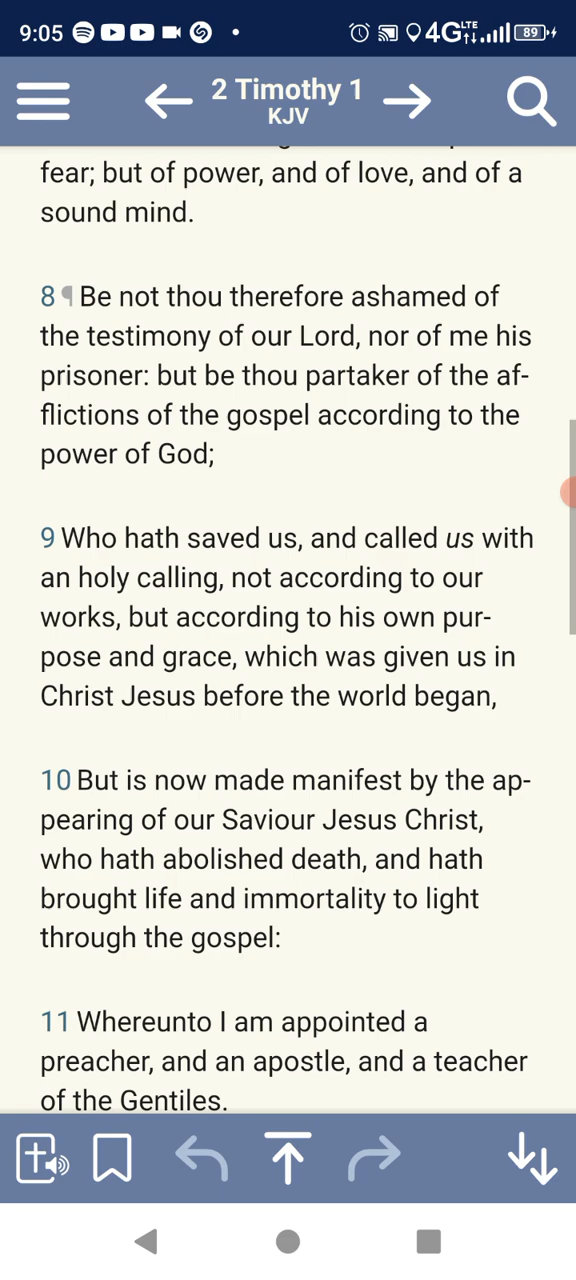 9:05
4G LTE
89
2 Timothy 1
KJV
fear; but of power, and of love, and of a
sound mind.
8 ¶ Be not thou therefore ashamed of
the testimony of our Lord, nor of me his
prisoner: but be thou partaker of the af-
flictions of the gospel according to the
power of God;
9 Who hath saved us, and called us with
an holy calling, not according to our
works, but according to his own pur-
pose and grace, which was given us in
Christ Jesus before the world began,
10 But is now made manifest by the ap-
pearing of our Saviour Jesus Christ,
who hath abolished death, and hath
brought life and immortality to light
through the gospel:
11 Whereunto I am appointed a
preacher, and an apostle, and a teacher
of the Gentiles.